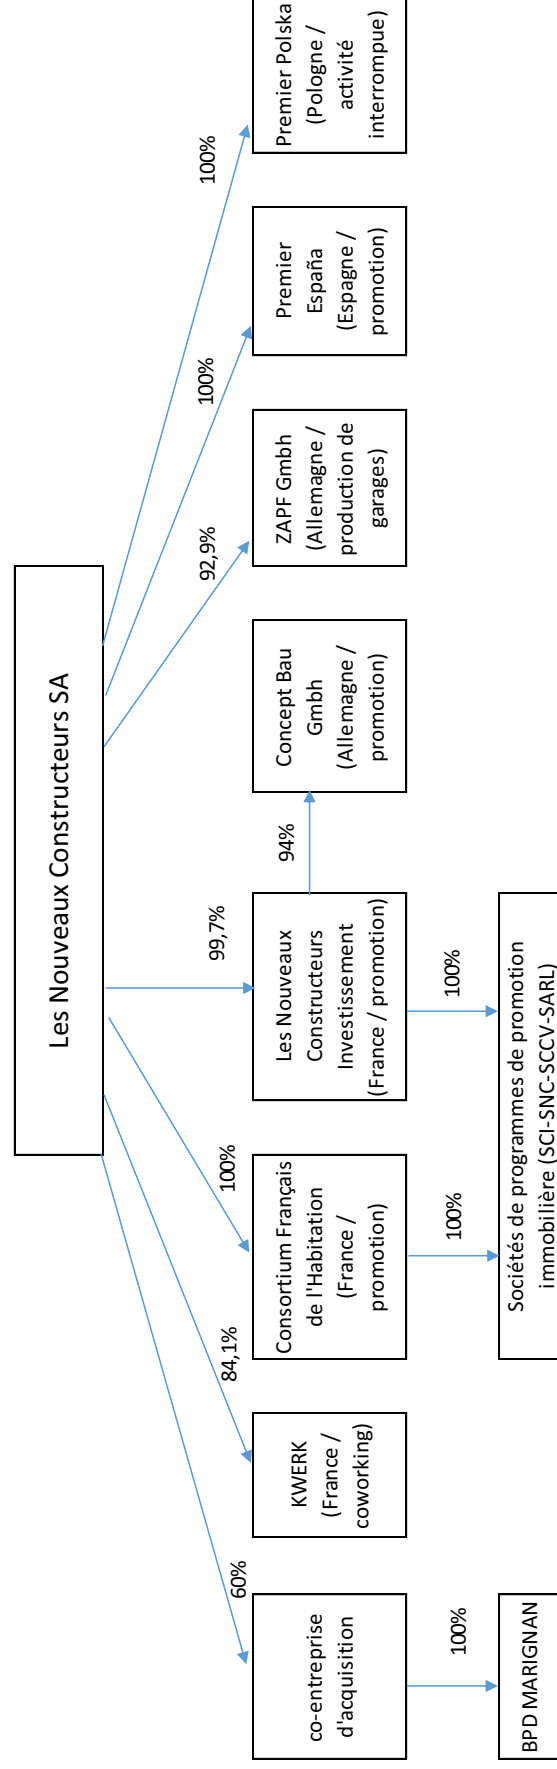 Les Nouveaux Constructeurs SA
60%
84,1%
100%
99,7%
92,9%
100%
100%
co-entreprise
d'acquisition
KWERK
(France /
coworking)
Consortium Français
de l'Habitation
(France /
promotion)
Les Nouveaux
Constructeurs
Investissement
(France / promotion)
94%
Concept Bau
Gmbh
(Allemagne /
promotion)
ZAPF Gmbh
(Allemagne /
production de
garages)
Premier
España
(Espagne /
promotion)
Premier Polska
(Pologne /
activité
interrompue)
100%
100%
100%
BPD MARIGNAN
Sociétés de programmes de promotion
immobilière (SCI-SNC-SCCV-SARL)